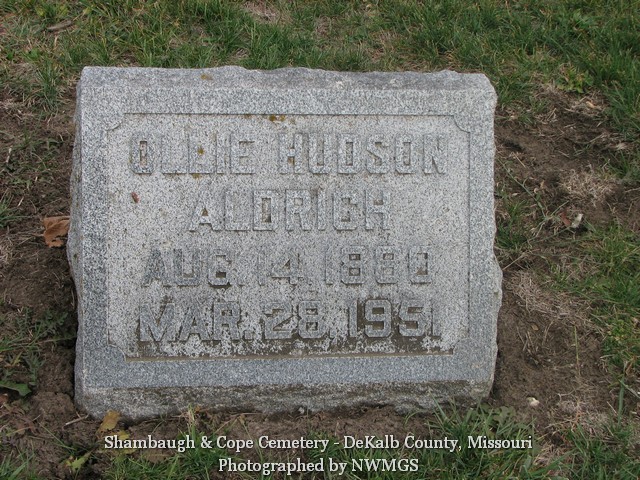 OLLIE HUDSON
ALDRICH
AUG. 14, 1880
MAR. 28, 1951
Shambaugh & Cope Cemetery - DeKalb County, Missouri
Photographed by NWMGS